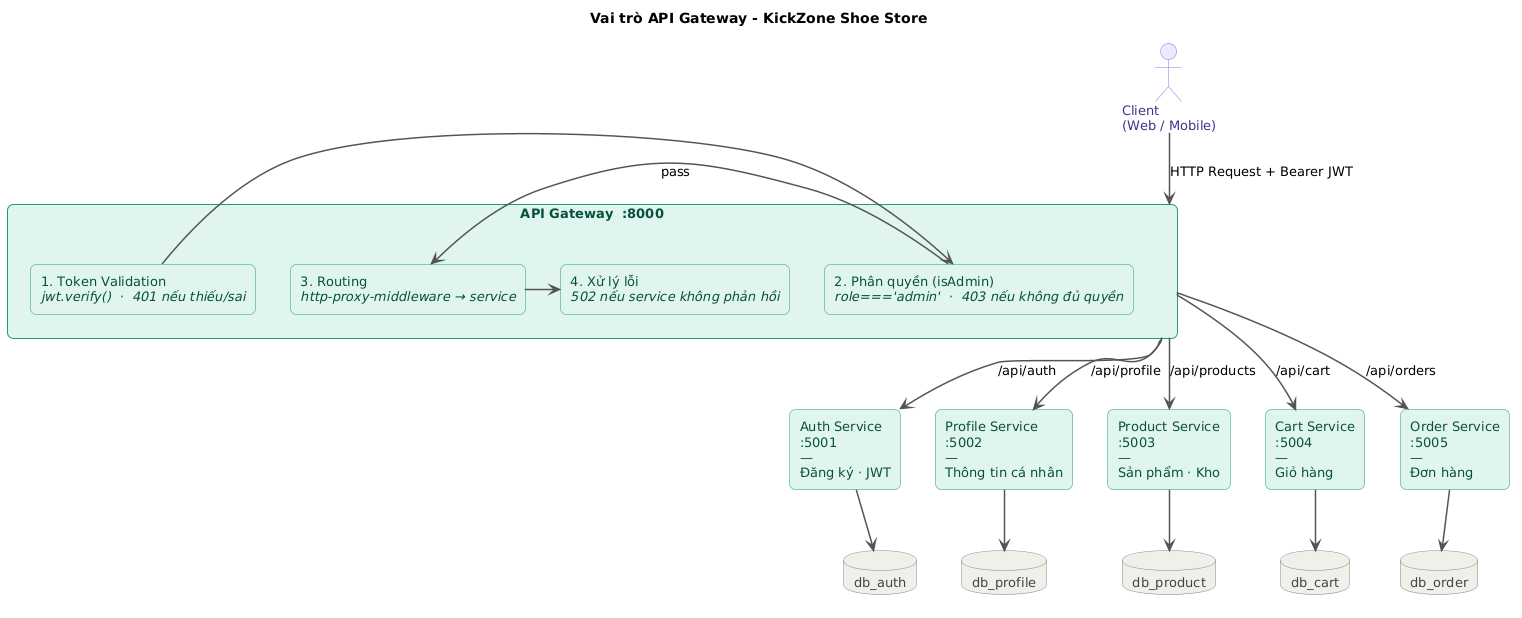 Vai trò API Gateway - KickZone Shoe Store
Client
(Web / Mobile)
HTTP Request + Bearer JWT
pass
API Gateway  :8000
1. Token Validation
jwt.verify()  ·  401 nếu thiếu/sai
3. Routing
http-proxy-middleware → service
4. Xử lý lỗi
502 nếu service không phản hồi
2. Phân quyền (isAdmin)
role==='admin'  ·  403 nếu không đủ quyền
/api/auth
/api/profile
/api/products
/api/cart
/api/orders
Auth Service
:5001
—
Đăng ký · JWT
Profile Service
:5002
—
Thông tin cá nhân
Product Service
:5003
—
Sản phẩm · Kho
Cart Service
:5004
—
Giỏ hàng
Order Service
:5005
—
Đơn hàng
db_auth
db_profile
db_product
db_cart
db_order